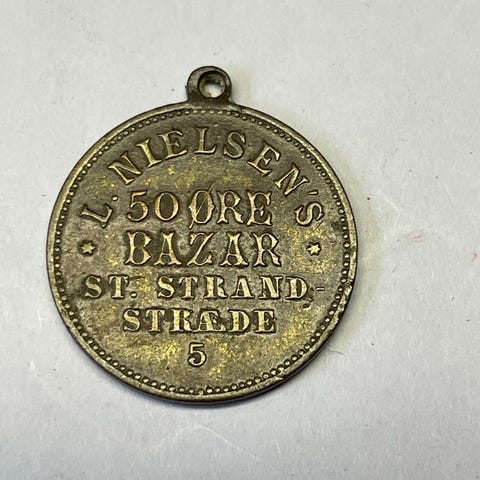 L. NIELSEN'S
50 ØRE
BAZAR
ST. STRAND-
STRÆDE
5